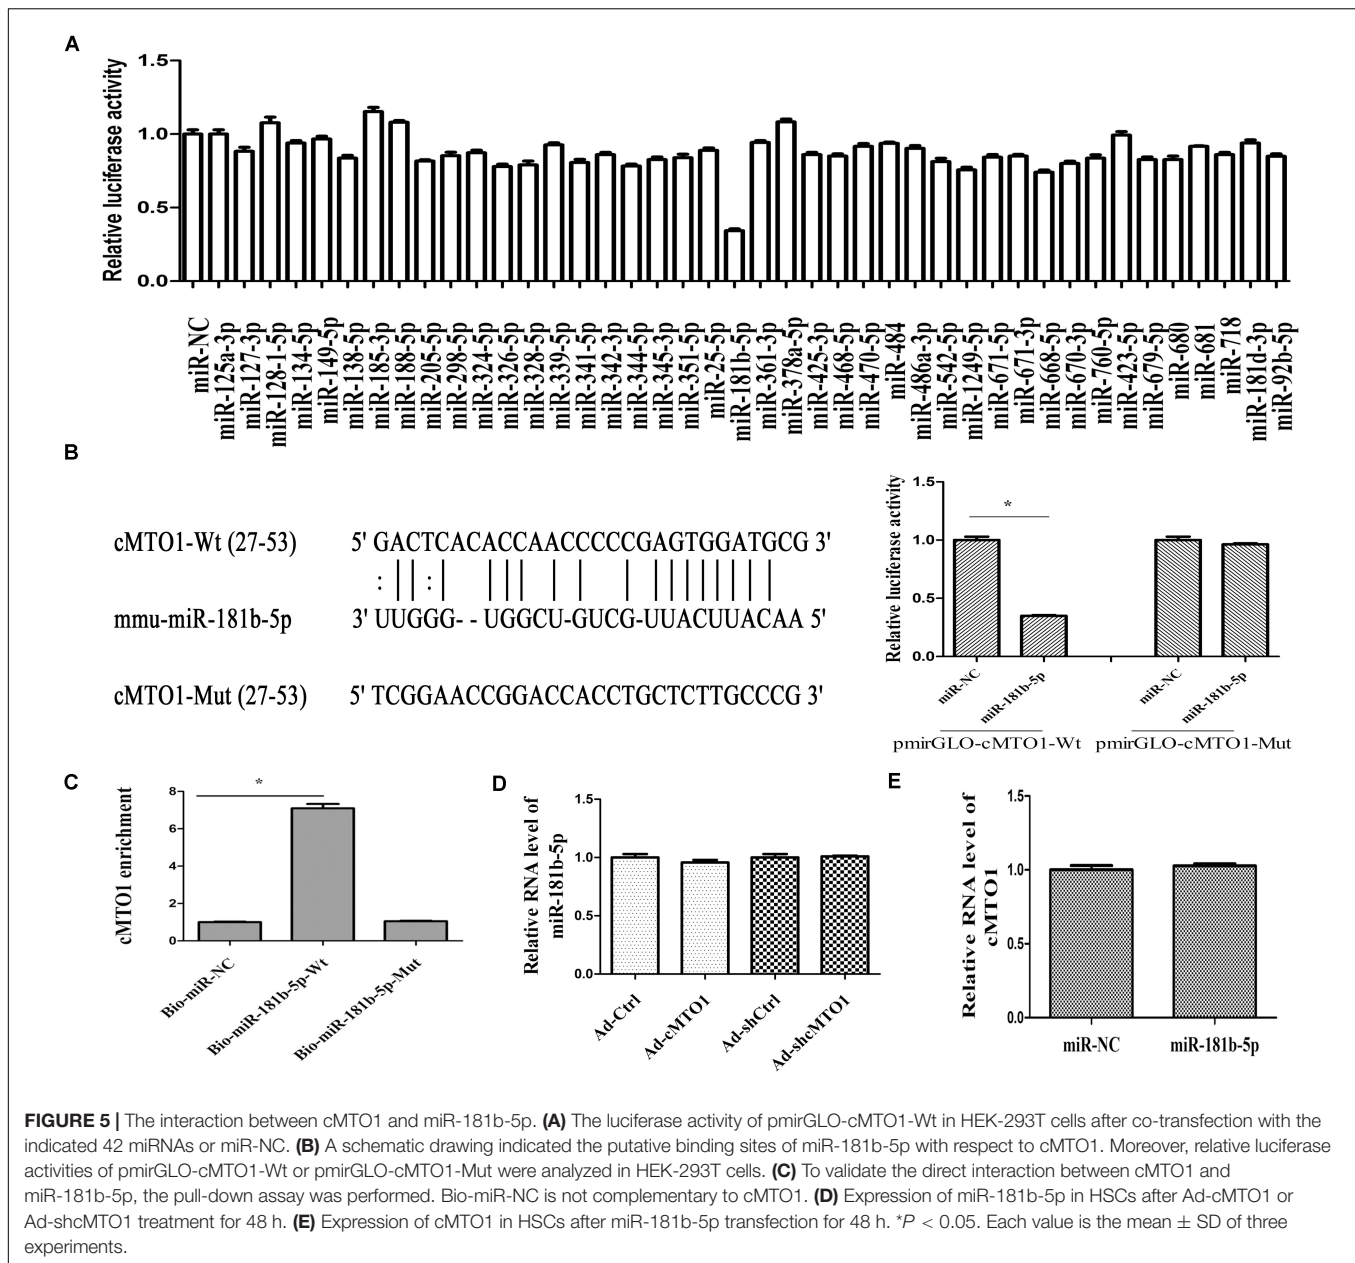 A
Relative luciferase activity
1.5
1.0
0.5
0.0
miR-NC
miR-125a-3p
miR-127-3p
miR-128-1-5p
miR-134-5p
miR-149-5p
miR-138-5p
miR-185-3p
miR-188-5p
miR-205-5p
miR-298-5p
miR-324-5p
miR-326-5p
miR-328-5p
miR-339-5p
miR-341-5p
miR-342-3p
miR-344-5p
miR-345-3p
miR-351-5p
miR-25-5p
miR-181b-5p
miR-361-3p
miR-378a-5p
miR-425-3p
miR-468-5p
miR-470-5p
miR-484
miR-486a-3p
miR-542-5p
miR-1249-5p
miR-671-5p
miR-671-3p
miR-668-5p
miR-670-3p
miR-760-5p
miR-423-5p
miR-679-5p
miR-680
miR-681
miR-718
miR-181d-3p
miR-92b-5p
B
cMTO1-Wt (27-53) 5' GACTCACACCAACCCCCGAGTGGATGCG 3'
mmu-miR-181b-5p 3' UUGGG- - UGGCU-GUCG-UUACUUACAA 5'
cMTO1-Mut (27-53) 5' TCGGAACCGGACCACCTGCTCTTGCCCG 3'
Relative luciferase activity
1.5
1.0
0.5
0.0
*
miR-NC
miR-181b-5p
miR-NC
miR-181b-5p
pmirGLO-cMTO1-Wt pmirGLO-cMTO1-Mut
C
cMTO1 enrichment
8
6
4
2
0
*
Bio-miR-NC
Bio-miR-181b-5p-Wt
Bio-miR-181b-5p-Mut
D
Relative RNA level of
miR-181b-5p
1.5
1.0
0.5
0.0
Ad-Ctrl
Ad-cMTO1
Ad-shCtrl
Ad-shcMTO1
E
Relative RNA level of
cMTO1
1.5
1.0
0.5
0.0
miR-NC
miR-181b-5p
FIGURE 5 | The interaction between cMTO1 and miR-181b-5p. (A) The luciferase activity of pmirGLO-cMTO1-Wt in HEK-293T cells after co-transfection with the
indicated 42 miRNAs or miR-NC. (B) A schematic drawing indicated the putative binding sites of miR-181b-5p with respect to cMTO1. Moreover, relative luciferase
activities of pmirGLO-cMTO1-Wt or pmirGLO-cMTO1-Mut were analyzed in HEK-293T cells. (C) To validate the direct interaction between cMTO1 and
miR-181b-5p, the pull-down assay was performed. Bio-miR-NC is not complementary to cMTO1. (D) Expression of miR-181b-5p in HSCs after Ad-cMTO1 or
Ad-shcMTO1 treatment for 48 h. (E) Expression of cMTO1 in HSCs after miR-181b-5p transfection for 48 h. *P < 0.05. Each value is the mean ± SD of three
experiments.